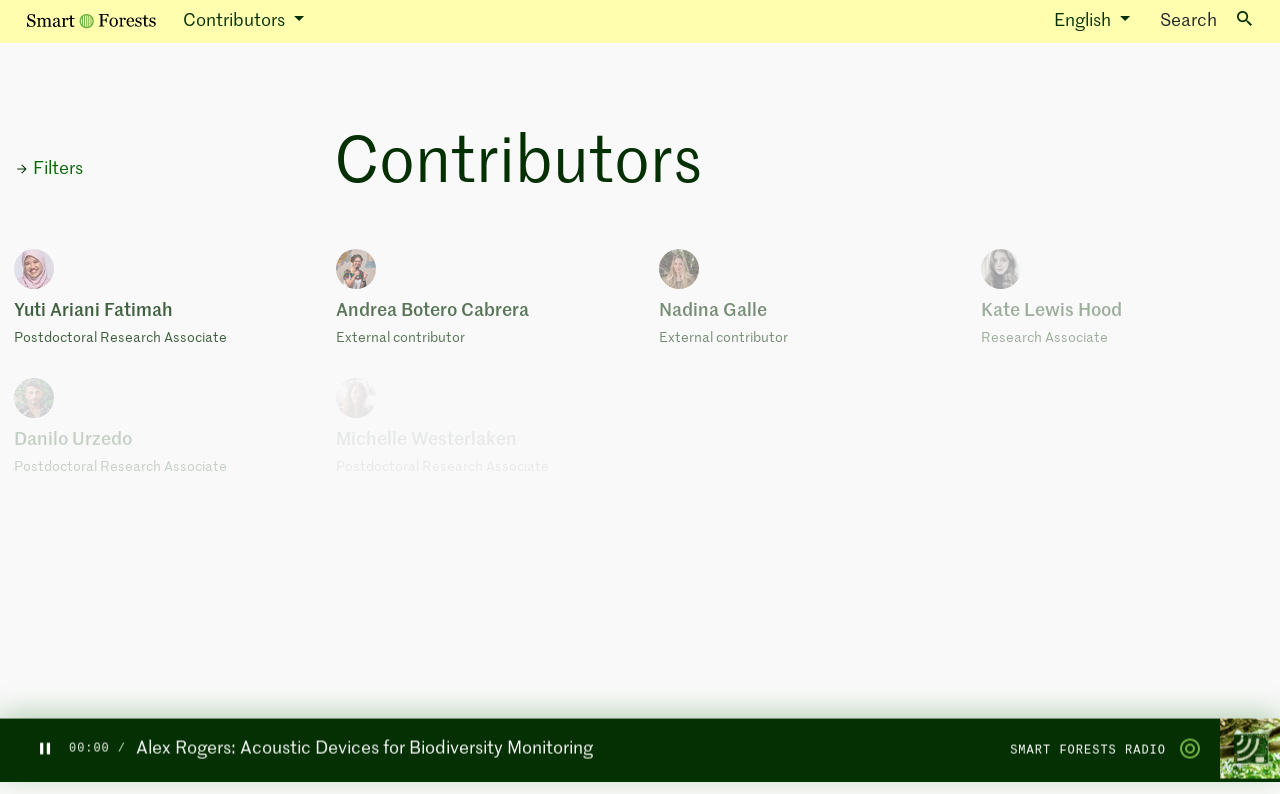 Smart Forests Contributors English Search
Filters
Contributors
Yuti Ariani Fatimah
Postdoctoral Research Associate
Andrea Botero Cabrera
External contributor
Nadina Galle
External contributor
Kate Lewis Hood
Research Associate
Danilo Urzedo
Postdoctoral Research Associate
Michelle Westerlaken
Postdoctoral Research Associate
00:00 / Alex Rogers: Acoustic Devices for Biodiversity Monitoring SMART FORESTS RADIO